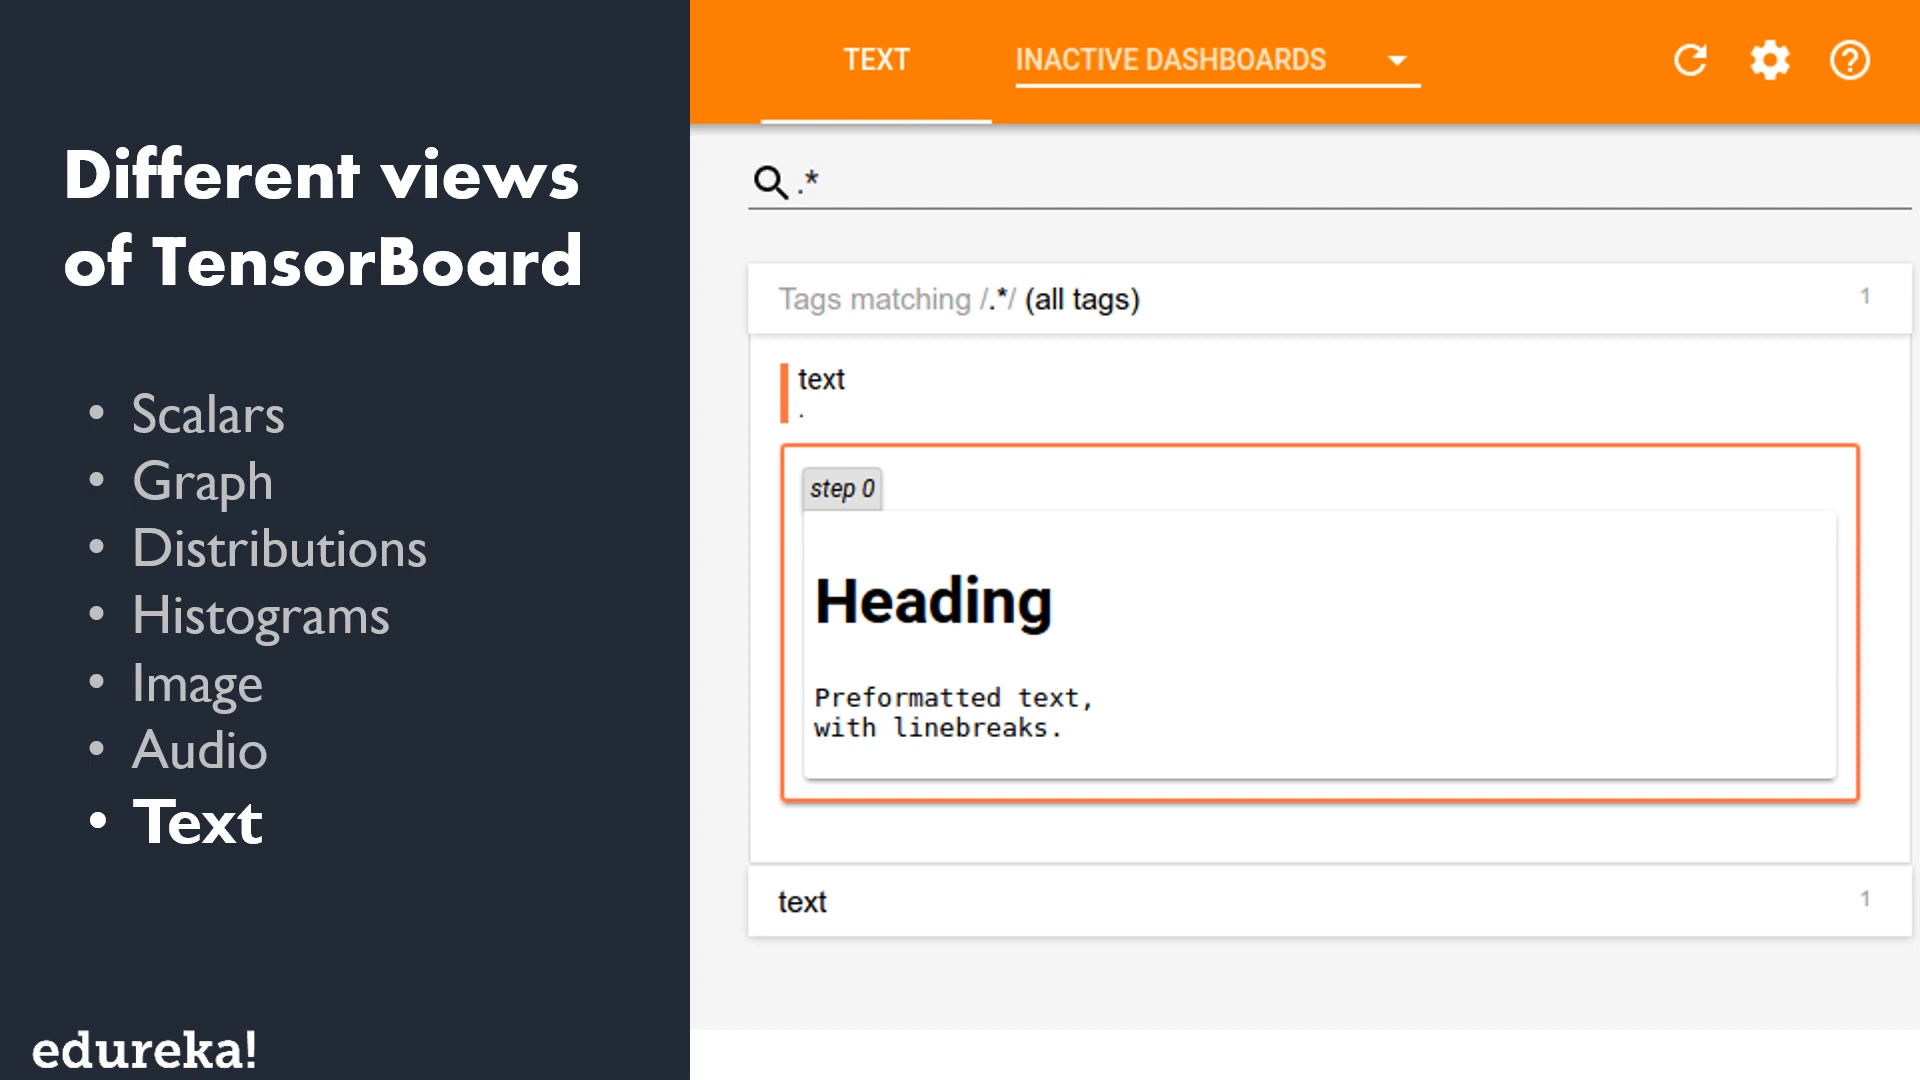 Different views
of TensorBoard
• Scalars
• Graph
• Distributions
• Histograms
• Image
• Audio
• Text
edureka!
TEXT INACTIVE DASHBOARDS
.*
Tags matching /.*/ (all tags) 1
text
.
step 0
Heading
Preformatted text,
with linebreaks.
text 1